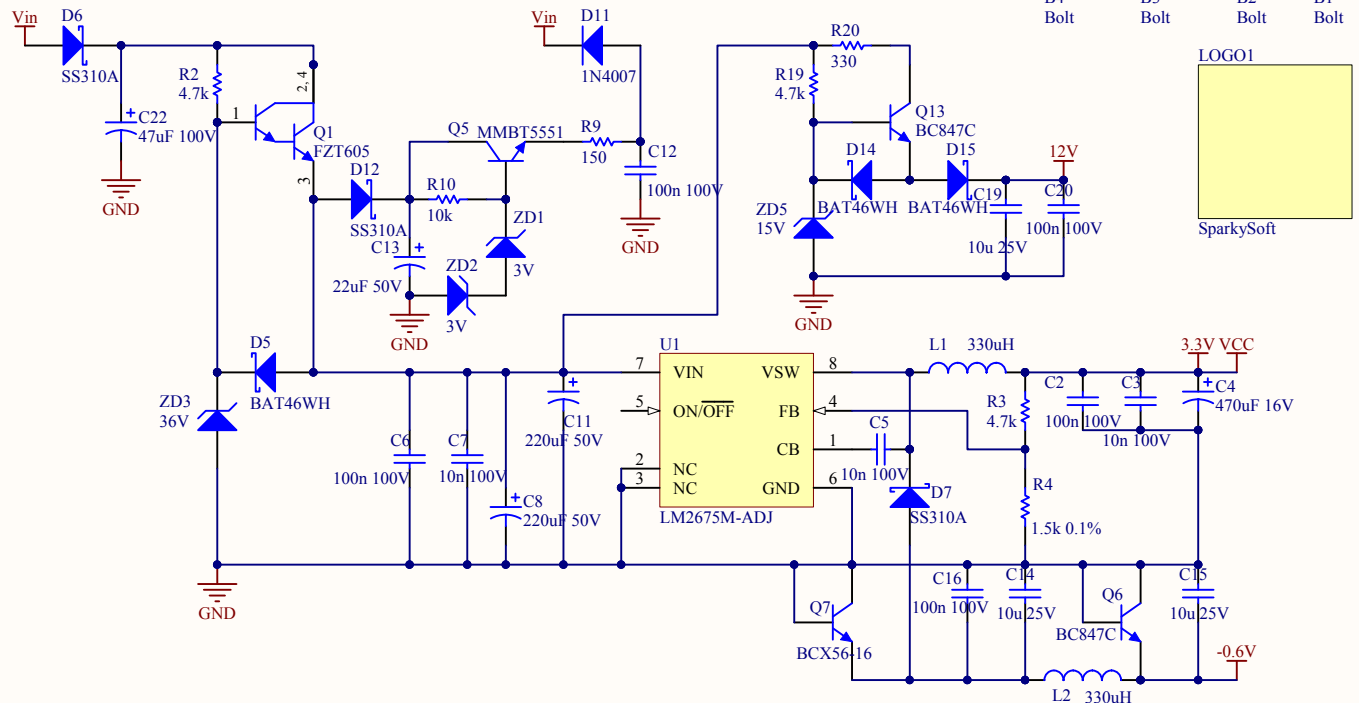 Bolt
Bolt
Bolt
Bolt
Vin
D6
SS310A
R2
4.7k
2, 4
1
3
C22
47uF 100V
GND
Q1
FZT605
Vin
D11
1N4007
Q5
MMBT5551
R9
150
C12
100n 100V
GND
D12
SS310A
R10
10k
ZD1
3V
C13
22uF 50V
ZD2
3V
GND
R20
330
R19
4.7k
Q13
BC847C
D14
BAT46WH
D15
BAT46WH
12V
C19
10u 25V
C20
100n 100V
ZD5
15V
GND
LOGO1
SparkySoft
D5
BAT46WH
ZD3
36V
C6
100n 100V
C7
10n 100V
C8
220uF 50V
C11
220uF 50V
GND
U1
7
VIN
VSW
8
5
ON/OFF
FB
4
CB
1
2
NC
3
NC
GND
6
LM2675M-ADJ
L1
330uH
3.3V
VCC
R3
4.7k
C2
100n 100V
C3
10n 100V
C4
470uF 16V
C5
10n 100V
D7
SS310A
R4
1.5k 0.1%
Q7
BCX56-16
C16
100n 100V
C14
10u 25V
Q6
BC847C
C15
10u 25V
-0.6V
L2
330uH